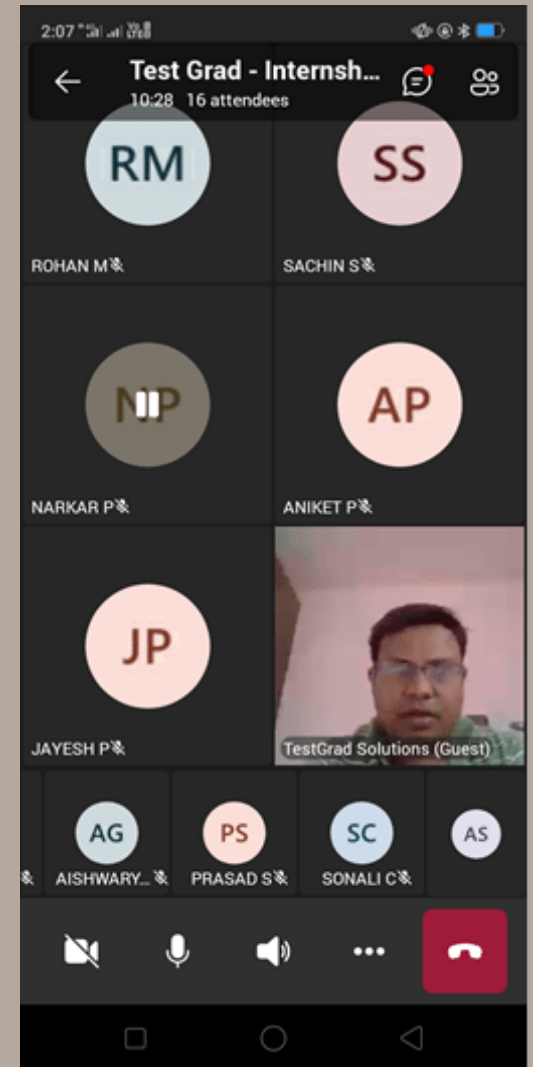 2:07
Test Grad - Internsh...
10:28 16 attendees
RM
SS
ROHAN M
SACHIN S
NP
AP
NARKAR P
ANIKET P
JP
JAYESH P
TestGrad Solutions (Guest)
AG
PS
SC
AS
AISHWARY...
PRASAD S
SONALI C